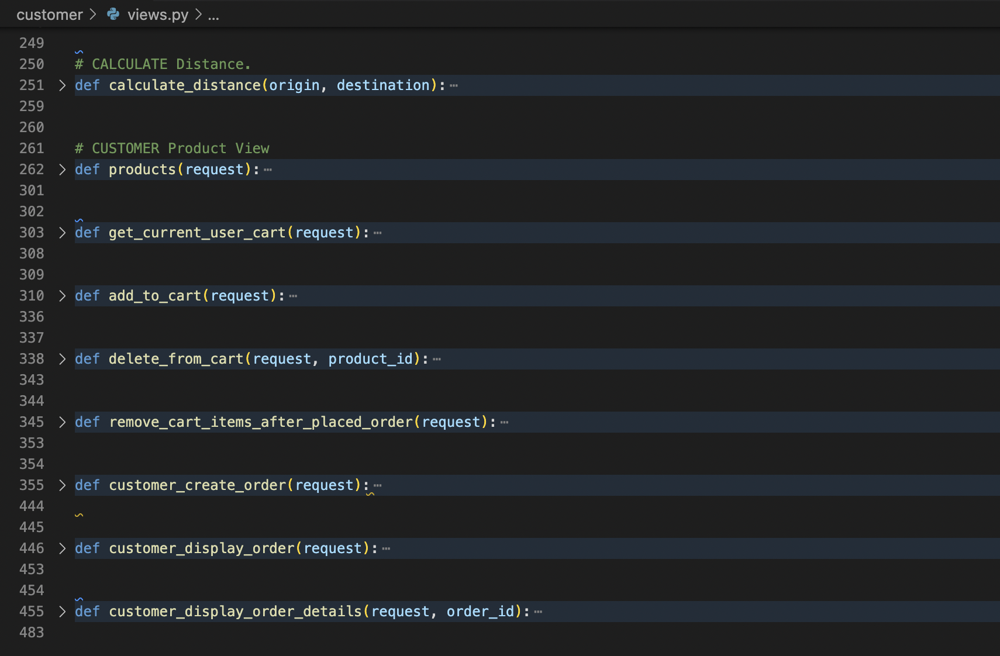 customer > views.py > ...
249
250 # CALCULATE Distance.
251 > def calculate_distance(origin, destination):⋯
259
260
261 # CUSTOMER Product View
262 > def products(request):⋯
301
302
303 > def get_current_user_cart(request):⋯
308
309
310 > def add_to_cart(request):⋯
336
337
338 > def delete_from_cart(request, product_id):⋯
343
344
345 > def remove_cart_items_after_placed_order(request):⋯
353
354
355 > def customer_create_order(request):⋯
444
445
446 > def customer_display_order(request):⋯
453
454
455 > def customer_display_order_details(request, order_id):⋯
483